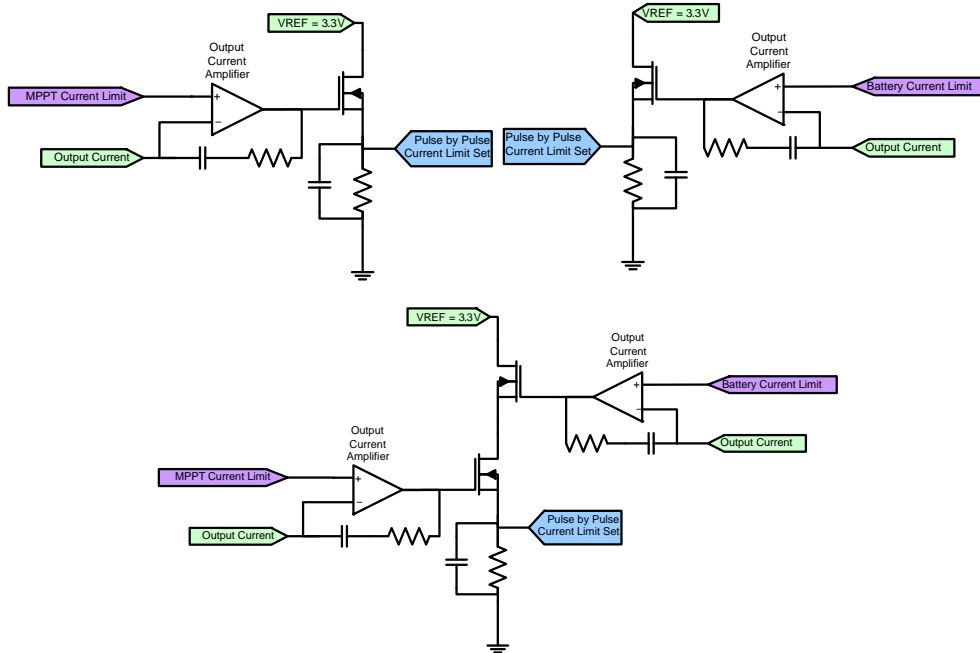 VREF = 3.3V
Output
Current
Amplifier
MPPT Current Limit
+
−
Output Current
Pulse by Pulse
Current Limit Set
VREF = 3.3V
Output
Current
Amplifier
Battery Current Limit
+
−
Output Current
Pulse by Pulse
Current Limit Set
VREF = 3.3V
Output
Current
Amplifier
Battery Current Limit
+
−
Output Current
Output
Current
Amplifier
MPPT Current Limit
+
−
Output Current
Pulse by Pulse
Current Limit Set